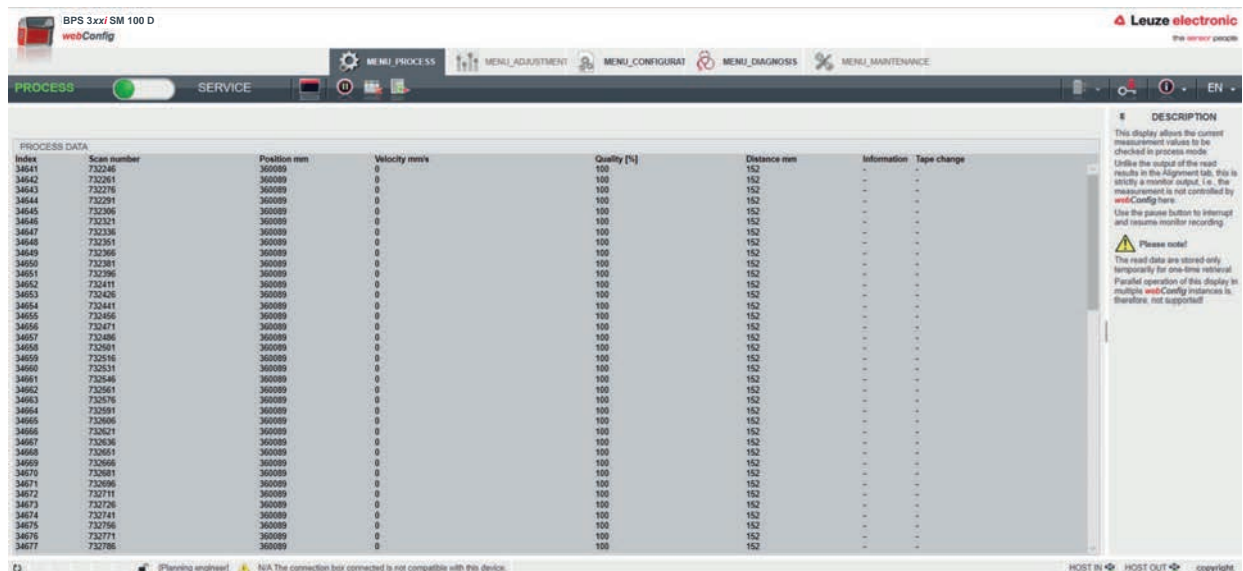 BPS 3xxi SM 100 D
webConfig
Leuze electronic
the sensor people
MENU_PROCESS MENU_ADJUSTMENT MENU_CONFIGURAT MENU_DIAGNOSIS MENU_MAINTENANCE
PROCESS SERVICE EN
PROCESS DATA
Index Scan number Position mm Velocity mm/s Quality [%] Distance mm Information Tape change
34641 732246 360089 0 100 152 - -
34642 732261 360089 0 100 152 - -
34643 732276 360089 0 100 152 - -
34644 732291 360089 0 100 152 - -
34645 732306 360089 0 100 152 - -
34646 732321 360089 0 100 152 - -
34647 732336 360089 0 100 152 - -
34648 732351 360089 0 100 152 - -
34649 732366 360089 0 100 152 - -
34650 732381 360089 0 100 152 - -
34651 732396 360089 0 100 152 - -
34652 732411 360089 0 100 152 - -
34653 732426 360089 0 100 152 - -
34654 732441 360089 0 100 152 - -
34655 732456 360089 0 100 152 - -
34656 732471 360089 0 100 152 - -
34657 732486 360089 0 100 152 - -
34658 732501 360089 0 100 152 - -
34659 732516 360089 0 100 152 - -
34660 732531 360089 0 100 152 - -
34661 732546 360089 0 100 152 - -
34662 732561 360089 0 100 152 - -
34663 732576 360089 0 100 152 - -
34664 732591 360089 0 100 152 - -
34665 732606 360089 0 100 152 - -
34666 732621 360089 0 100 152 - -
34667 732636 360089 0 100 152 - -
34668 732651 360089 0 100 152 - -
34669 732666 360089 0 100 152 - -
34670 732681 360089 0 100 152 - -
34671 732696 360089 0 100 152 - -
34672 732711 360089 0 100 152 - -
34673 732726 360089 0 100 152 - -
34674 732741 360089 0 100 152 - -
34675 732756 360089 0 100 152 - -
34676 732771 360089 0 100 152 - -
34677 732786 360089 0 100 152 - -
DESCRIPTION
This display allows the current
measurement values to be
checked in process mode.
Unlike the output of the read
results in the Alignment tab, this is
strictly a monitor output, i.e., the
measurement is not controlled by
webConfig here.
Use the pause button to interrupt
and resume monitor recording.
Please note!
The read data are stored only
temporarily for one-time retrieval.
Parallel operation of this display in
multiple webConfig instances is,
therefore, not supported!
[Planning engineer] N/A The connection box connected is not compatible with this device. HOST IN HOST OUT copyright